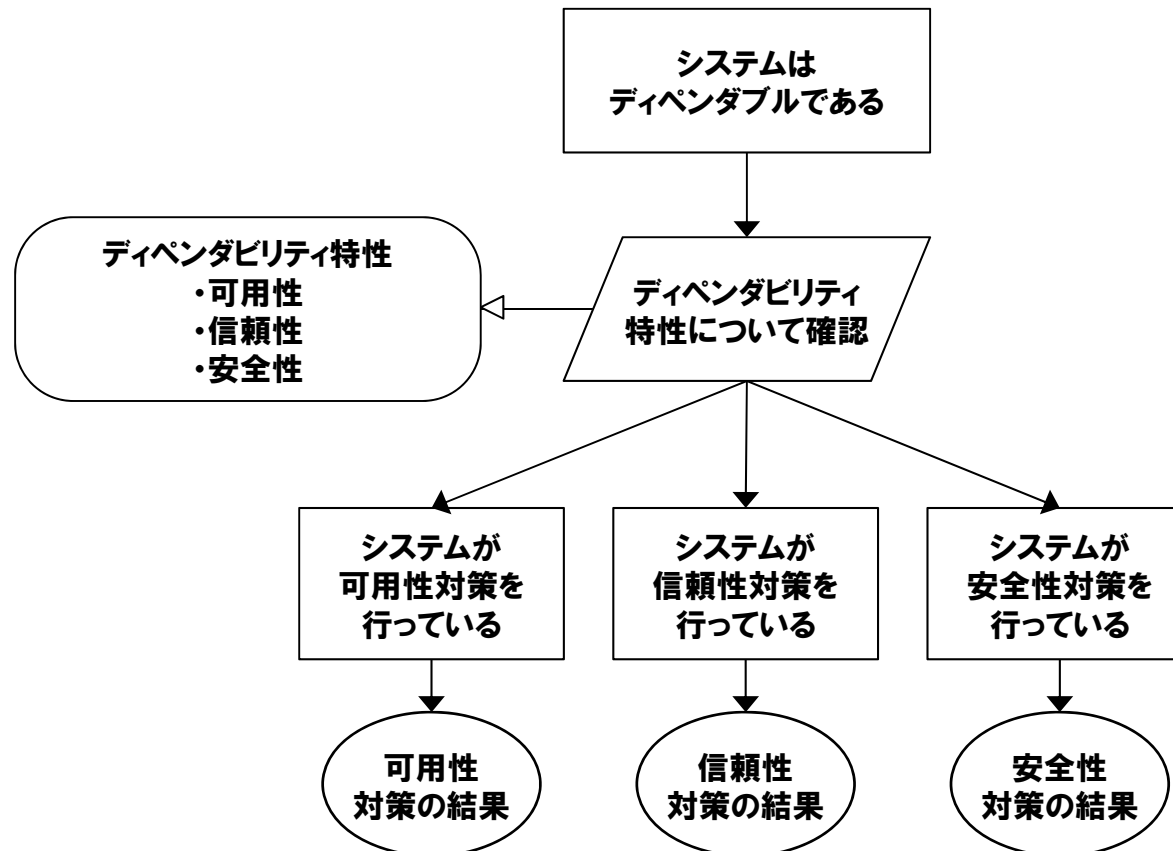 システムは
ディペンダブルである
ディペンダビリティ特性
・可用性
・信頼性
・安全性
ディペンダビリティ
特性について確認
システムが
可用性対策を
行っている
システムが
信頼性対策を
行っている
システムが
安全性対策を
行っている
可用性
対策の結果
信頼性
対策の結果
安全性
対策の結果